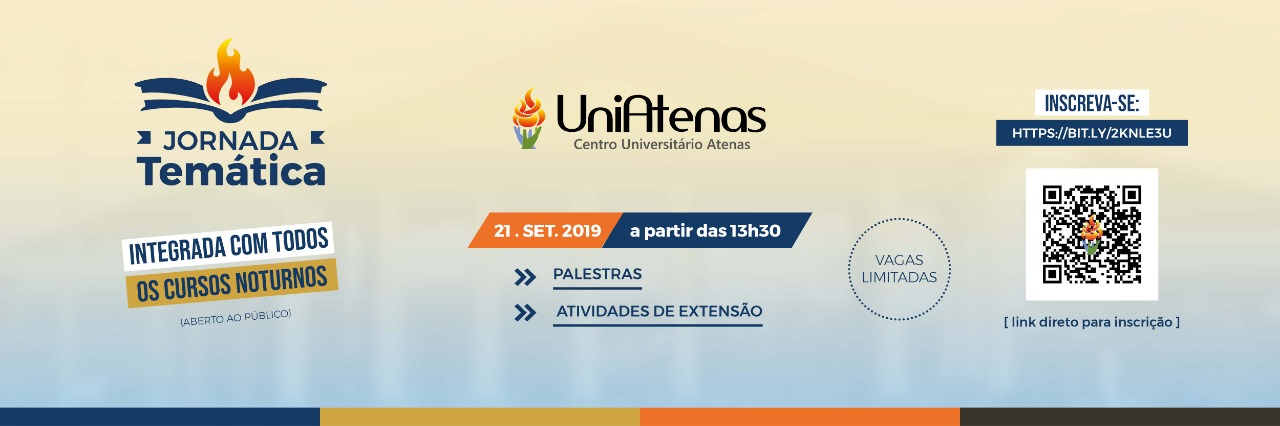 JORNADA
Temática
INTEGRADA COM TODOS
OS CURSOS NOTURNOS
(ABERTO AO PÚBLICO)
UniAtenas
Centro Universitário Atenas
21 . SET. 2019 a partir das 13h30
PALESTRAS
ATIVIDADES DE EXTENSÃO
VAGAS
LIMITADAS
INSCREVA-SE:
HTTPS://BIT.LY/2KNLE3U
[ link direto para inscrição ]